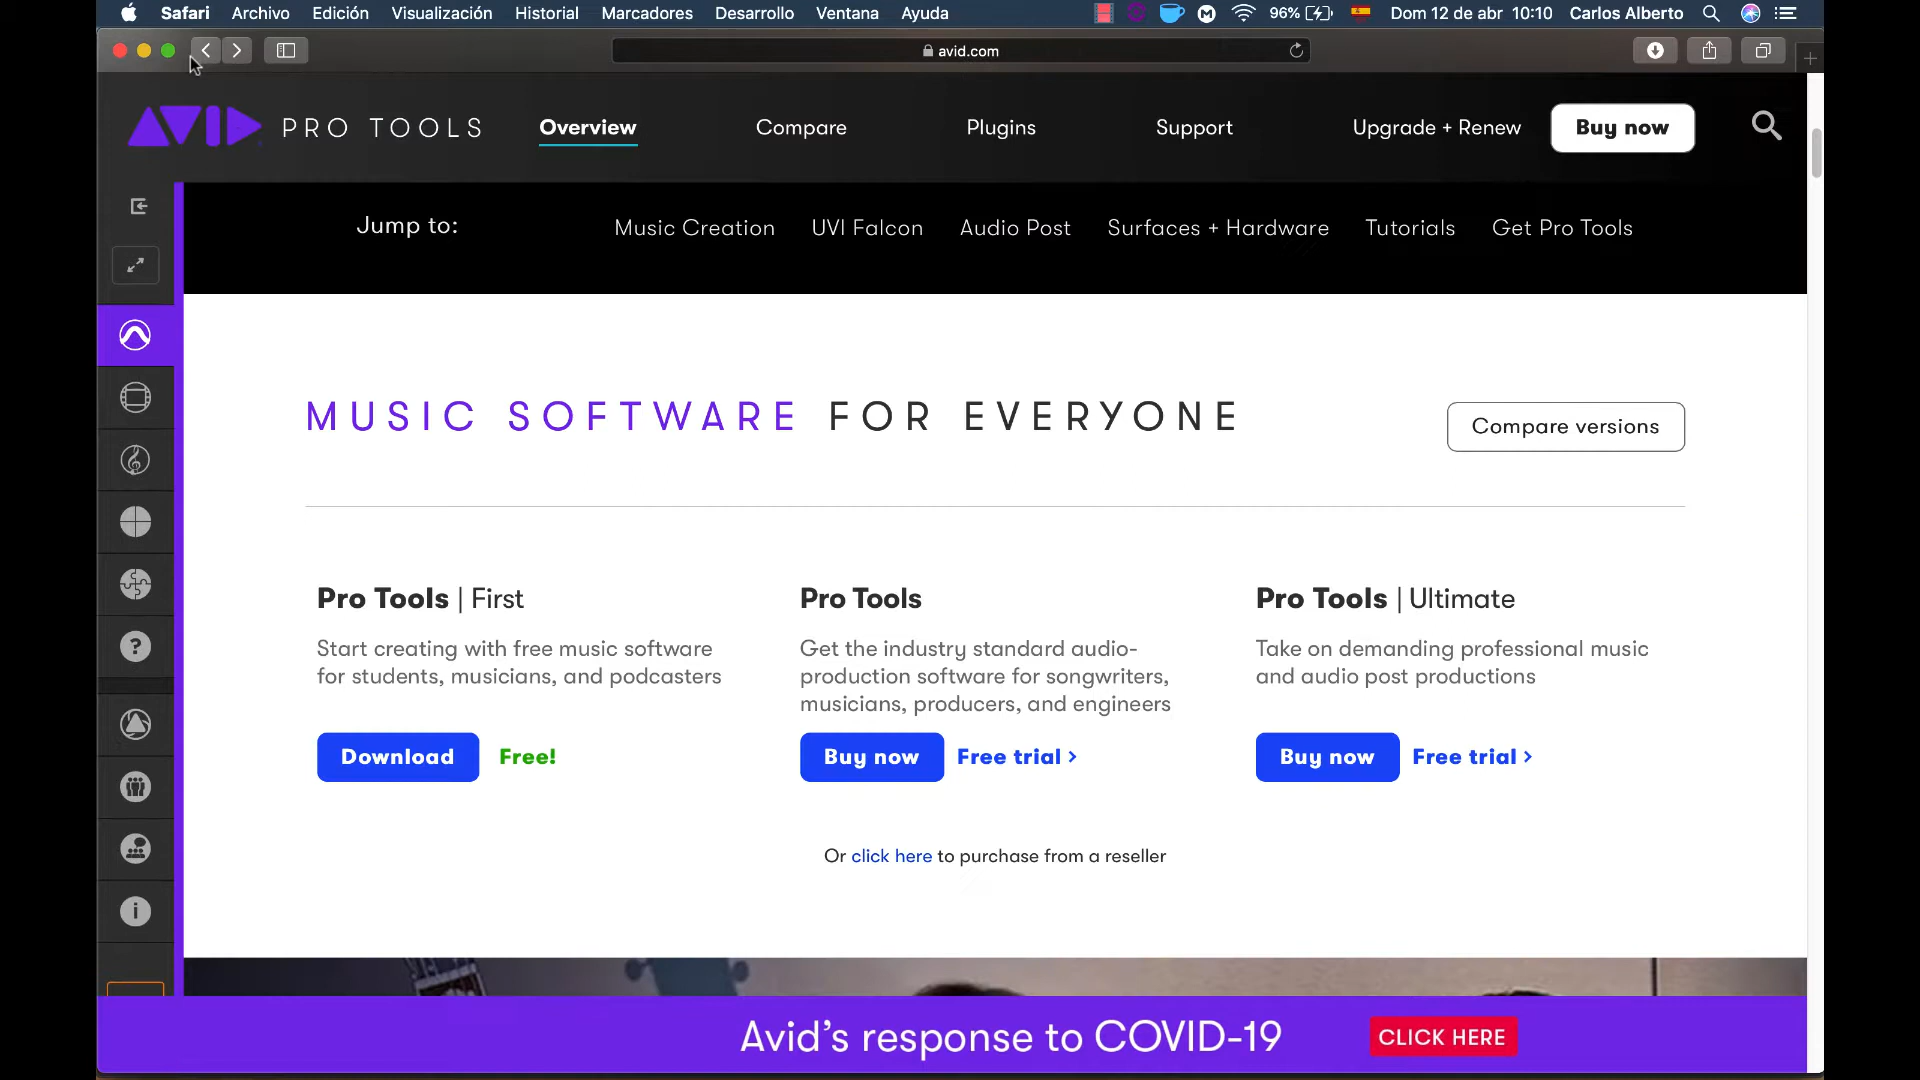 Safari Archivo Edición Visualización Historial Marcadores Desarrollo Ventana Ayuda 96% Dom 12 de abr 10:10 Carlos Alberto
avid.com
AVID PRO TOOLS Overview Compare Plugins Support Upgrade + Renew Buy now
Jump to: Music Creation UVI Falcon Audio Post Surfaces + Hardware Tutorials Get Pro Tools
MUSIC SOFTWARE FOR EVERYONE
Compare versions
Pro Tools | First
Start creating with free music software
for students, musicians, and podcasters
Download Free!
Pro Tools
Get the industry standard audio-
production software for songwriters,
musicians, producers, and engineers
Buy now Free trial >
Pro Tools | Ultimate
Take on demanding professional music
and audio post productions
Buy now Free trial >
Or click here to purchase from a reseller
Avid's response to COVID-19 CLICK HERE